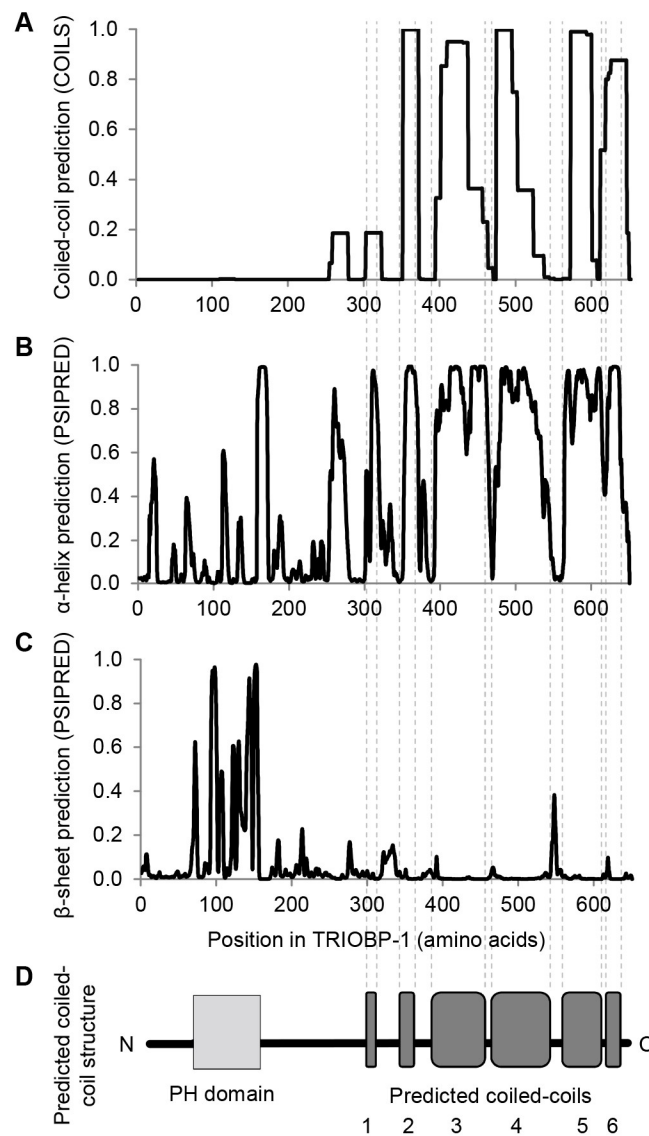 A
Coiled-coil prediction (COILS)
1.0
0.8
0.6
0.4
0.2
0.0
0 100 200 300 400 500 600
B
α-helix prediction (PSIPRED)
1.0
0.8
0.6
0.4
0.2
0.0
0 100 200 300 400 500 600
C
β-sheet prediction (PSIPRED)
1.0
0.8
0.6
0.4
0.2
0.0
0 100 200 300 400 500 600
Position in TRIOBP-1 (amino acids)
D
Predicted coiled-
coil structure
N
C
PH domain
Predicted coiled-coils
1 2 3 4 5 6